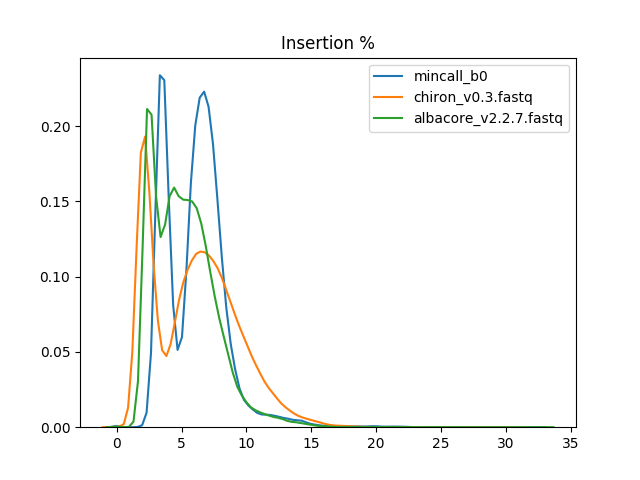 Insertion %
mincall_b0
chiron_v0.3.fastq
albacore_v2.2.7.fastq
0.20
0.15
0.10
0.05
0.00
0 5 10 15 20 25 30 35